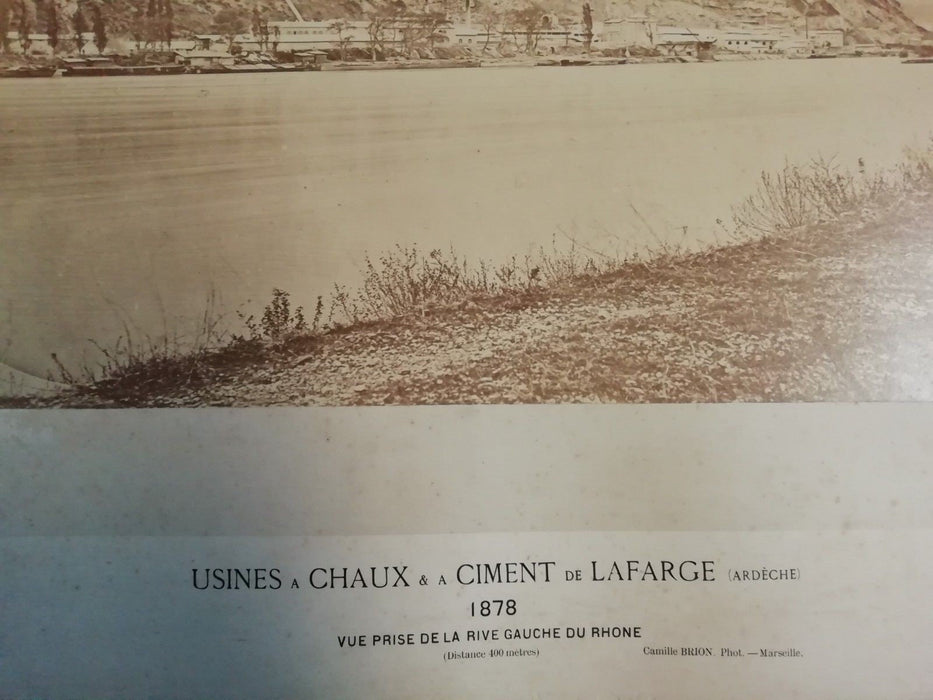 USINES A CHAUX & A CIMENT DE LAFARGE (ARDÈCHE)
1878
VUE PRISE DE LA RIVE GAUCHE DU RHONE
(Distance 400 mètres)
Camille BRION. Phot. — Marseille.